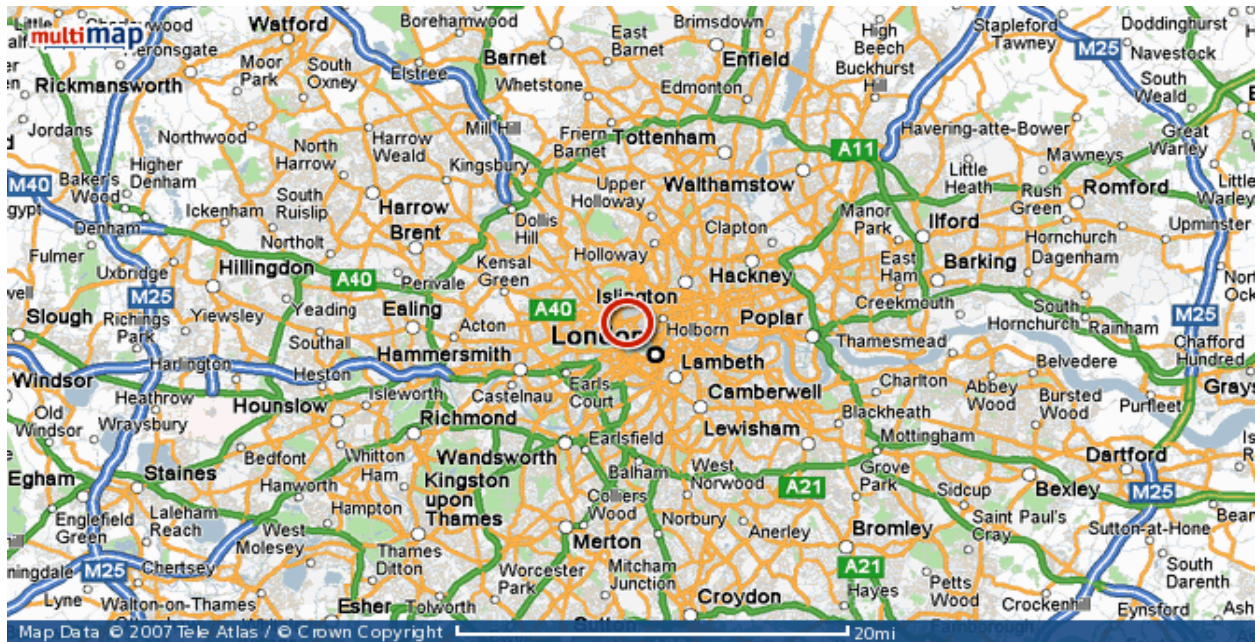 Watford
Borehamwood
Brimsdown
High
Beech
Buckhurst
Hill
Stapleford
Tawney
Doddinghurst
multimap
Moor
Park
South
Oxney
Elstree
Barnet
Whetstone
East
Barnet
Enfield
M25
Navestock
Rickmansworth
Edmonton
South
Weald
Jordans
Northwood
Harrow
Weald
Mill Hill
Friern
Barnet
Tottenham
A11
Havering-atte-Bower
Great
Warley
M40
Baker's
Wood
Higher
Denham
North
Harrow
Kingsbury
Upper
Holloway
Walthamstow
Little
Heath
Mawneys
Rush
Green
Romford
Little
Warley
Denham
Ickenham
South
Ruislip
Harrow
Dollis
Hill
Manor
Park
Ilford
Upminster
Fulmer
Northolt
Brent
Holloway
Clapton
Hornchurch
Uxbridge
Hillingdon
A40
Perivale
Kensal
Green
Hackney
East
Ham
Barking
Dagenham
M25
Yeading
Ealing
A40
Islington
Creekmouth
South
Hornchurch
Rainham
M25
Slough
Richings
Park
Yiewsley
Southall
Acton
London
Holborn
Poplar
Thamesmead
Chafford
Hundred
Windsor
Harlington
Heston
Hammersmith
Lambeth
Belvedere
Grays
Heathrow
Isleworth
Castelnau
Earls
Court
Camberwell
Charlton
Abbey
Wood
Bursted
Wood
Purfleet
Old
Windsor
Wraysbury
Hounslow
Richmond
Earlsfield
Lewisham
Blackheath
Mottingham
Dartford
Egham
Staines
Bedfont
Whitton
Ham
Wandsworth
Balham
West
Norwood
A21
Grove
Park
Sidcup
Bexley
M25
Englefield
Green
Laleham
Reach
Hanworth
Hampton
Kingston
upon
Thames
Colliers
Wood
Norbury
Anerley
Bromley
Saint Paul's
Cray
Sutton-at-Hone
M25
Chertsey
West
Molesey
Thames
Ditton
Worcester
Park
Merton
Mitcham
Junction
A21
Hayes
Petts
Wood
South
Darenth
Lyne
Walton-on-Thames
Esher
Tolworth
Croydon
Crockenhill
Eynsford
Map Data © 2007 Tele Atlas / © Crown Copyright
20mi